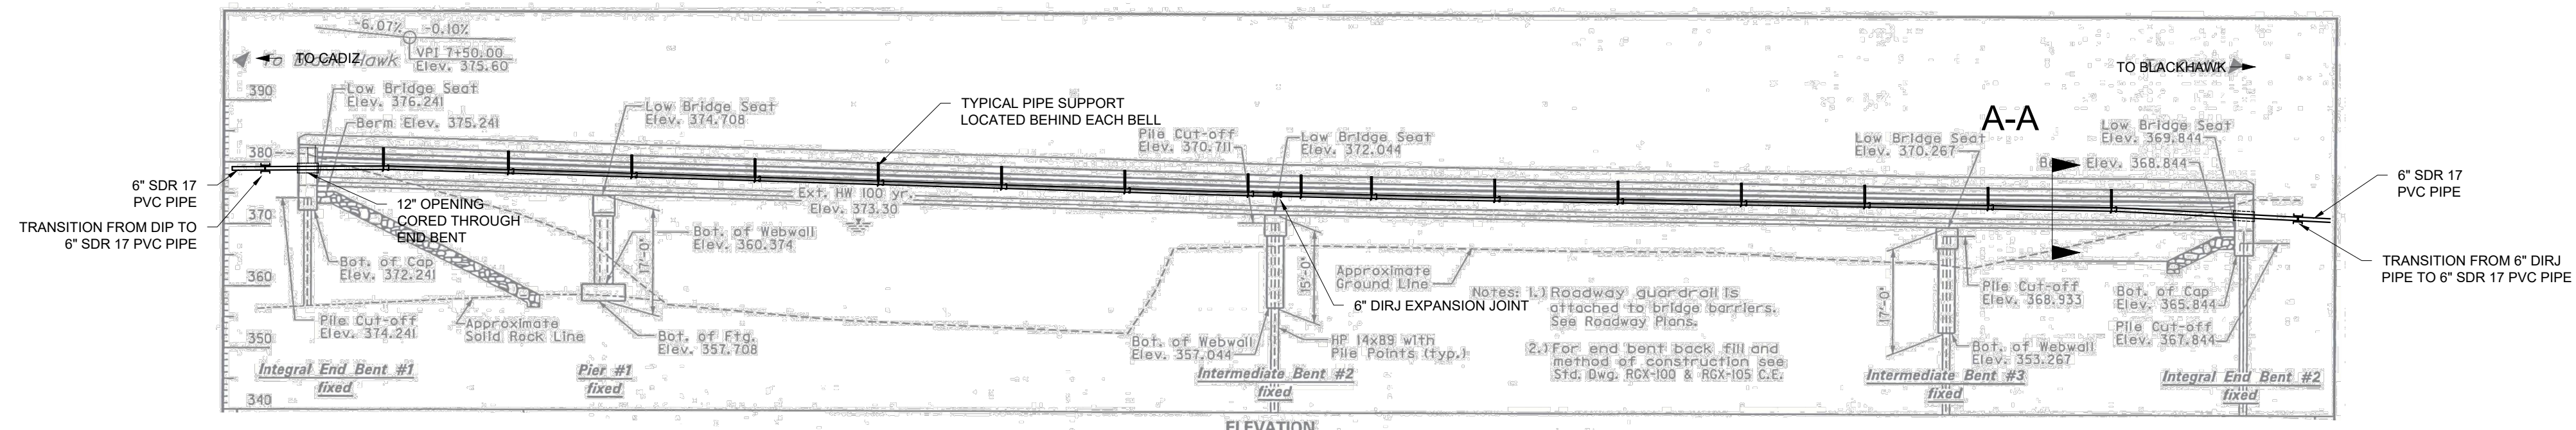 -6.07%
-0.10%
VPI 7+50.00
Elev. 375.60
TO CADIZ
TO BLACKHAWK
390
380
370
360
350
340
Low Bridge Seat
Elev. 376.241
Berm Elev. 375.241
Low Bridge Seat
Elev. 374.708
TYPICAL PIPE SUPPORT
LOCATED BEHIND EACH BELL
Pile Cut-off
Elev. 370.711
Low Bridge Seat
Elev. 372.044
Low Bridge Seat
Elev. 370.267
A-A
Low Bridge Seat
Elev. 369.844
Elev. 368.844
6" SDR 17
PVC PIPE
TRANSITION FROM DIP TO
6" SDR 17 PVC PIPE
12" OPENING
CORED THROUGH
END BENT
Ext. HW 100 yr.
Elev. 373.30
6" SDR 17
PVC PIPE
TRANSITION FROM 6" DIRJ
PIPE TO 6" SDR 17 PVC PIPE
Bot. of Cap
Elev. 372.241
Bot. of Webwall
Elev. 360.374
17'-0"
15'-0"
17'-0"
Approximate
Ground Line
6" DIRJ EXPANSION JOINT
Notes: 1.) Roadway guardrail is
attached to bridge barriers.
See Roadway Plans.
2.) For end bent back fill and
method of construction see
Std. Dwg. RGX-100 & RGX-105 C.E.
Pile Cut-off
Elev. 374.241
Approximate
Solid Rock Line
Bot. of Ftg.
Elev. 357.708
Bot. of Webwall
Elev. 357.044
HP 14x89 with
Pile Points (typ.)
Pile Cut-off
Elev. 368.933
Bot. of Webwall
Elev. 353.267
Bot. of Cap
Elev. 365.844
Pile Cut-off
Elev. 367.844
Integral End Bent #1
fixed
Pier #1
fixed
Intermediate Bent #2
fixed
Intermediate Bent #3
fixed
Integral End Bent #2
fixed
ELEVATION